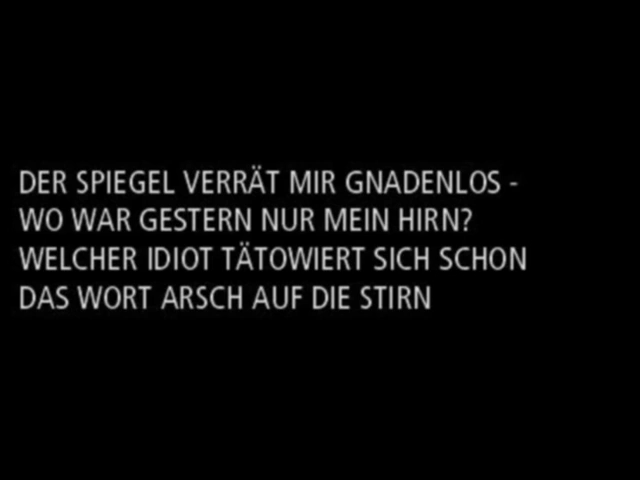 DER SPIEGEL VERRÄT MIR GNADENLOS -
WO WAR GESTERN NUR MEIN HIRN?
WELCHER IDIOT TÄTOWIERT SICH SCHON
DAS WORT ARSCH AUF DIE STIRN